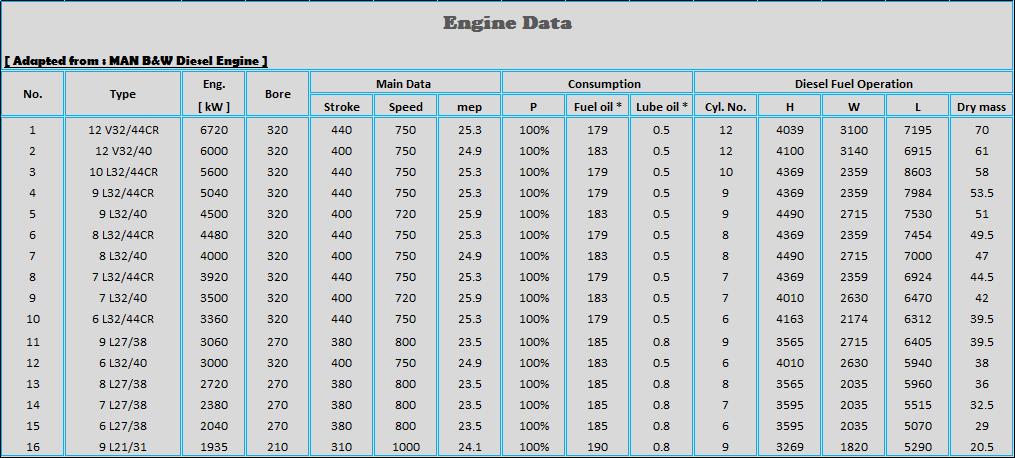 Engine Data
[ Adapted from : MAN B&W Diesel Engine ]
No. Type Eng. [ kW ] Bore Main Data Consumption Diesel Fuel Operation
Stroke Speed mep P Fuel oil * Lube oil * Cyl. No. H W L Dry mass
1 12 V32/44CR 6720 320 440 750 25.3 100% 179 0.5 12 4039 3100 7195 70
2 12 V32/40 6000 320 400 750 24.9 100% 183 0.5 12 4100 3140 6915 61
3 10 L32/44CR 5600 320 440 750 25.3 100% 179 0.5 10 4369 2359 8603 58
4 9 L32/44CR 5040 320 440 750 25.3 100% 179 0.5 9 4369 2359 7984 53.5
5 9 L32/40 4500 320 400 720 25.9 100% 183 0.5 9 4490 2715 7530 51
6 8 L32/44CR 4480 320 440 750 25.3 100% 179 0.5 8 4369 2359 7454 49.5
7 8 L32/40 4000 320 400 750 24.9 100% 183 0.5 8 4490 2715 7000 47
8 7 L32/44CR 3920 320 440 750 25.3 100% 179 0.5 7 4369 2359 6924 44.5
9 7 L32/40 3500 320 400 720 25.9 100% 183 0.5 7 4010 2630 6470 42
10 6 L32/44CR 3360 320 440 750 25.3 100% 179 0.5 6 4163 2174 6312 39.5
11 9 L27/38 3060 270 380 800 23.5 100% 185 0.8 9 3565 2715 6405 39.5
12 6 L32/40 3000 320 400 750 24.9 100% 183 0.5 6 4010 2630 5940 38
13 8 L27/38 2720 270 380 800 23.5 100% 185 0.8 8 3565 2035 5960 36
14 7 L27/38 2380 270 380 800 23.5 100% 185 0.8 7 3595 2035 5515 32.5
15 6 L27/38 2040 270 380 800 23.5 100% 185 0.8 6 3595 2035 5070 29
16 9 L21/31 1935 210 310 1000 24.1 100% 190 0.8 9 3269 1820 5290 20.5